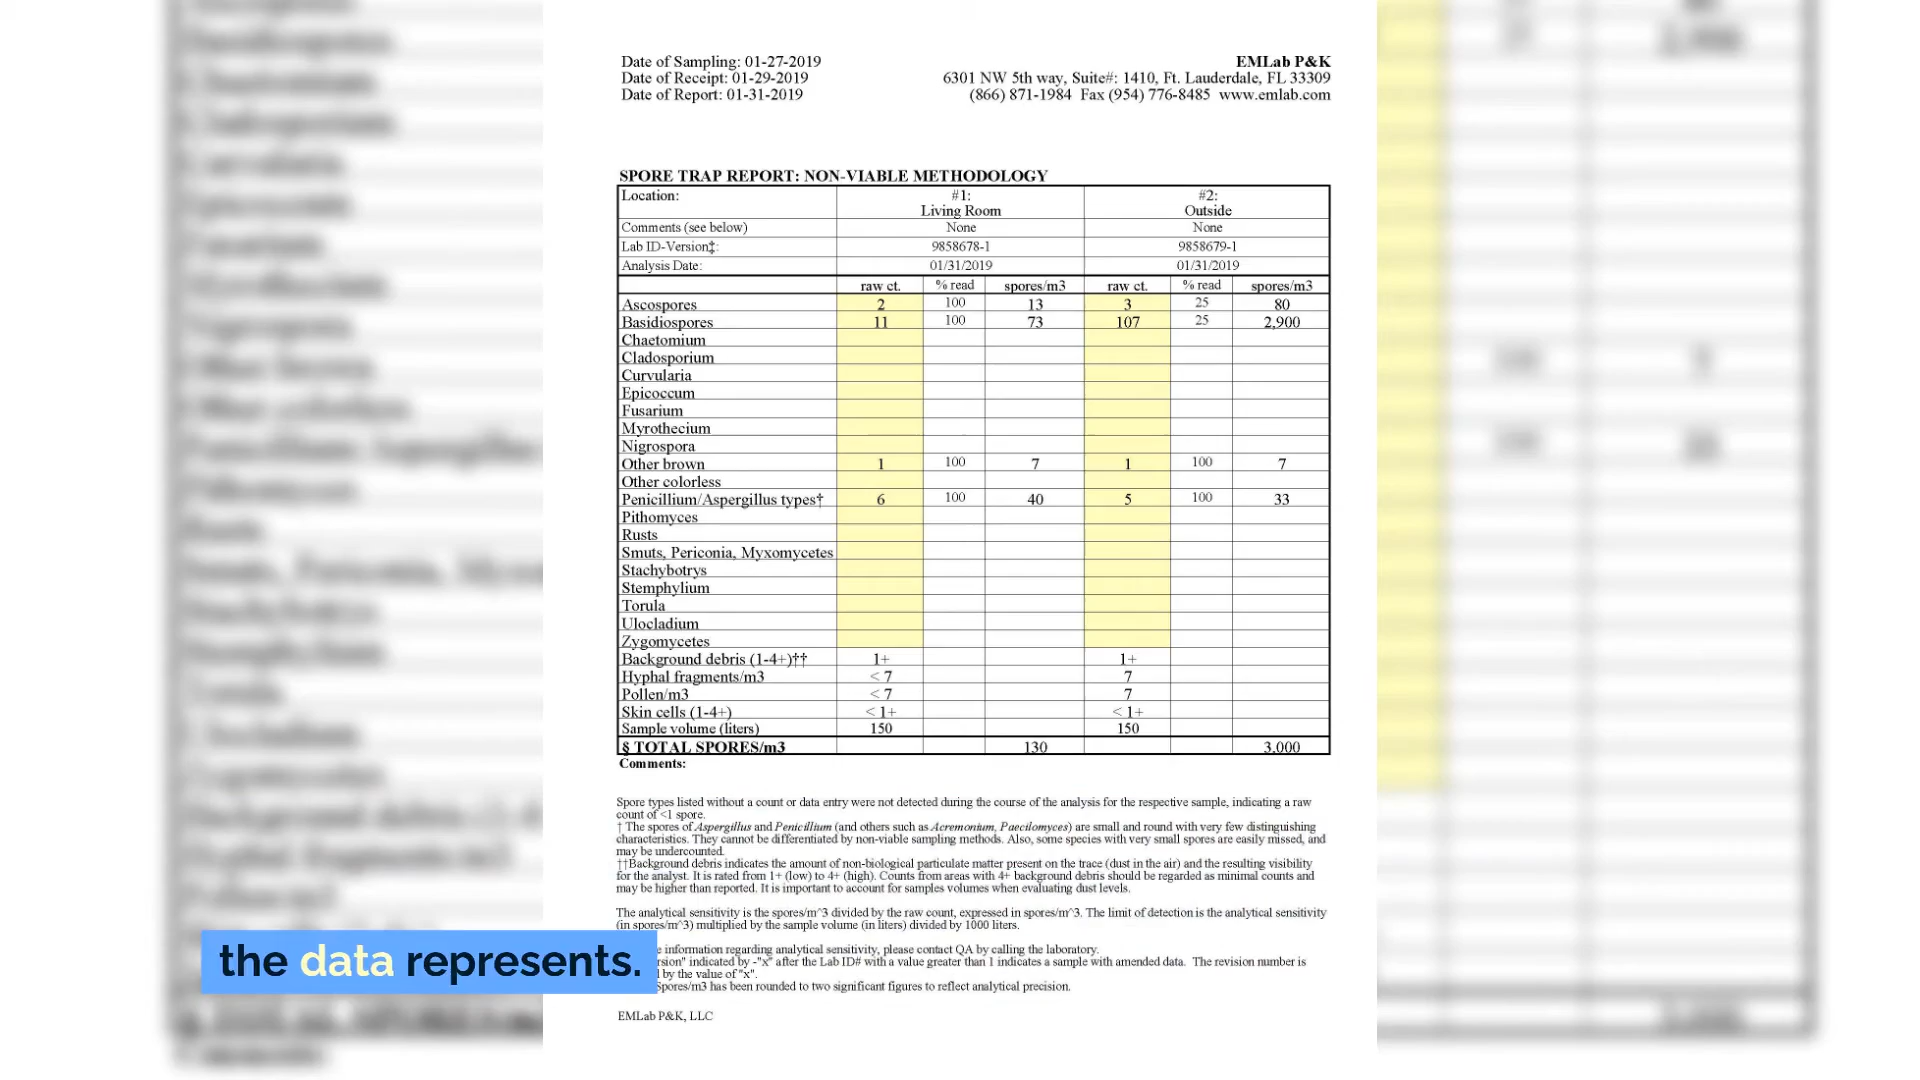 Date of Sampling: 01-27-2019
Date of Receipt: 01-29-2019
Date of Report: 01-31-2019
EMLab P&K
6301 NW 5th way, Suite#: 1410, Ft. Lauderdale, FL 33309
(866) 871-1984 Fax (954) 776-8485 www.emlab.com
SPORE TRAP REPORT: NON-VIABLE METHODOLOGY
Location: #1: Living Room #2: Outside
Comments (see below) None None
Lab ID-Version‡: 9858678-1 9858679-1
Analysis Date: 01/31/2019 01/31/2019
raw ct. % read spores/m3 raw ct. % read spores/m3
Ascospores 2 100 13 3 25 80
Basidiospores 11 100 73 107 25 2,900
Chaetomium
Cladosporium
Curvularia
Epicoccum
Fusarium
Myrothecium
Nigrospora
Other brown 1 100 7 1 100 7
Other colorless
Penicillium/Aspergillus types† 6 100 40 5 100 33
Pithomyces
Rusts
Smuts, Periconia, Myxomycetes
Stachybotrys
Stemphylium
Torula
Ulocladium
Zygomycetes
Background debris (1-4+)†† 1+ 1+
Hyphal fragments/m3 < 7 7
Pollen/m3 < 7 7
Skin cells (1-4+) < 1+ < 1+
Sample volume (liters) 150 150
§ TOTAL SPORES/m3 130 3,000
Comments:
Spore types listed without a count or data entry were not detected during the course of the analysis for the respective sample, indicating a raw
count of <1 spore.
† The spores of Aspergillus and Penicillium (and others such as Acremonium, Paecilomyces) are small and round with very few distinguishing
characteristics. They cannot be differentiated by non-viable sampling methods. Also, some species with very small spores are easily missed, and
may be undercounted.
††Background debris indicates the amount of non-biological particulate matter present on the trace (dust in the air) and the resulting visibility
for the analyst. It is rated from 1+ (low) to 4+ (high). Counts from areas with 4+ background debris should be regarded as minimal counts and
may be higher than reported. It is important to account for samples volumes when evaluating dust levels.
The analytical sensitivity is the spores/m^3 divided by the raw count, expressed in spores/m^3. The limit of detection is the analytical sensitivity
(in spores/m^3) multiplied by the sample volume (in liters) divided by 1000 liters.
information regarding analytical sensitivity, please contact QA by calling the laboratory.
indicated by -"x" after the Lab ID# with a value greater than 1 indicates a sample with amended data. The revision number is
by the value of "x".
Spores/m3 has been rounded to two significant figures to reflect analytical precision.
the data represents.
EMLab P&K, LLC